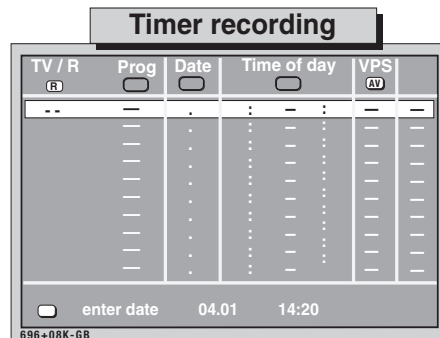 Timer recording
TV / R Prog Date Time of day VPS
R AV
- - — . : – : — —
— . : – : — —
— . : – : — —
— . : – : — —
— . : – : — —
— . : – : — —
— . : – : — —
— . : – : — —
enter date 04.01 14:20
696+08K-GB